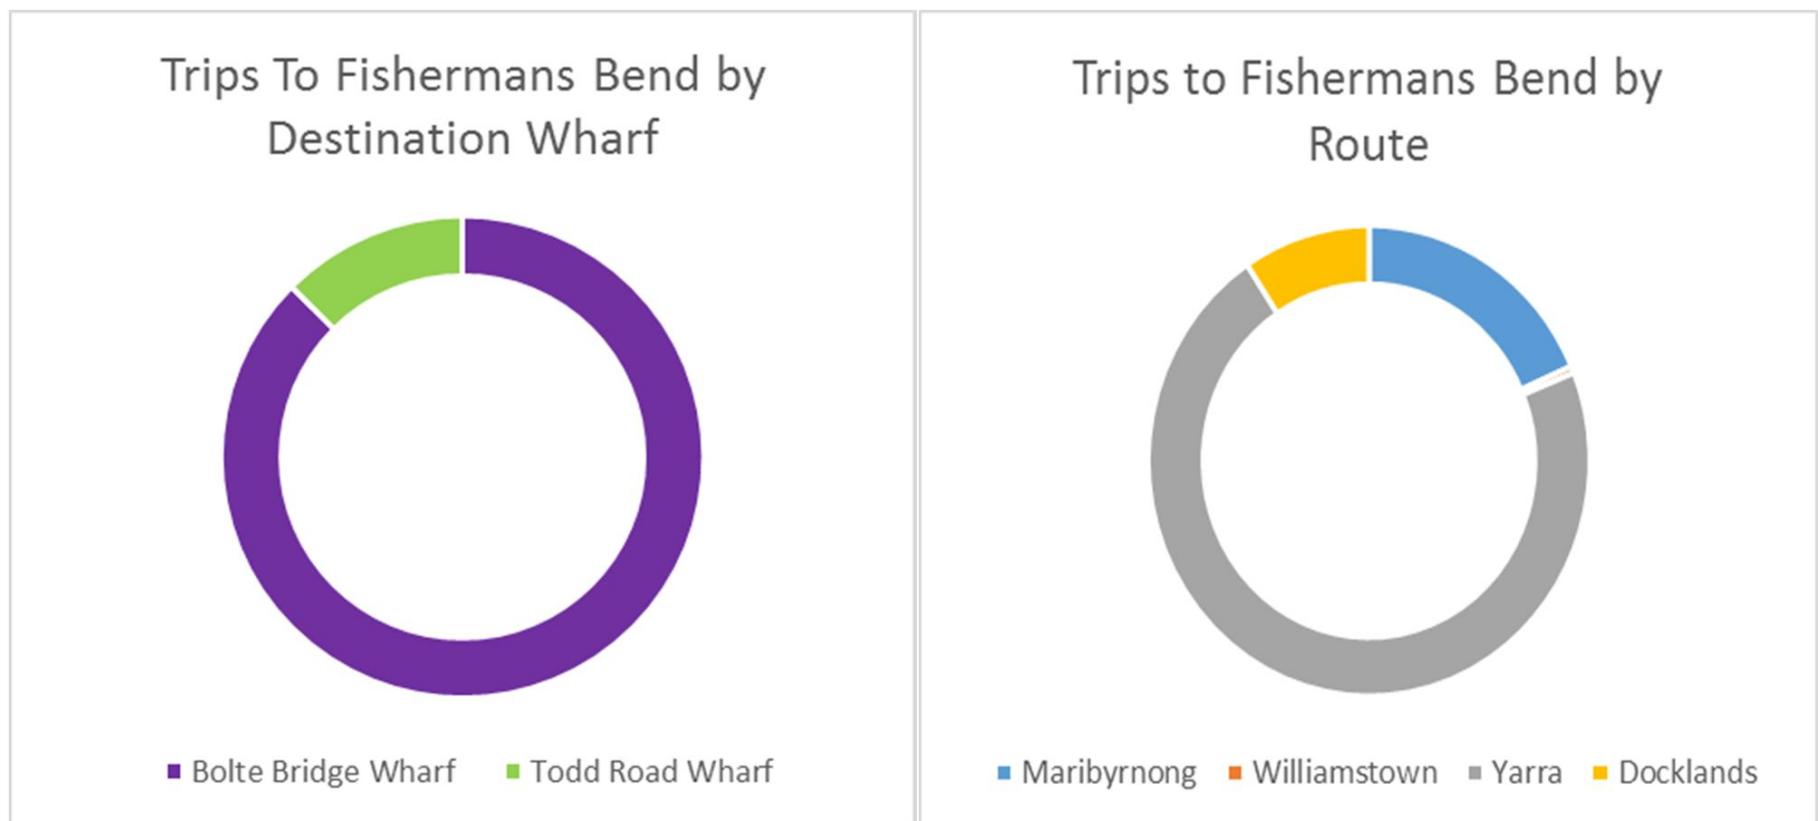 Trips To Fishermans Bend by
Destination Wharf
Bolte Bridge Wharf
Todd Road Wharf
Trips to Fishermans Bend by
Route
Maribyrnong
Williamstown
Yarra
Docklands